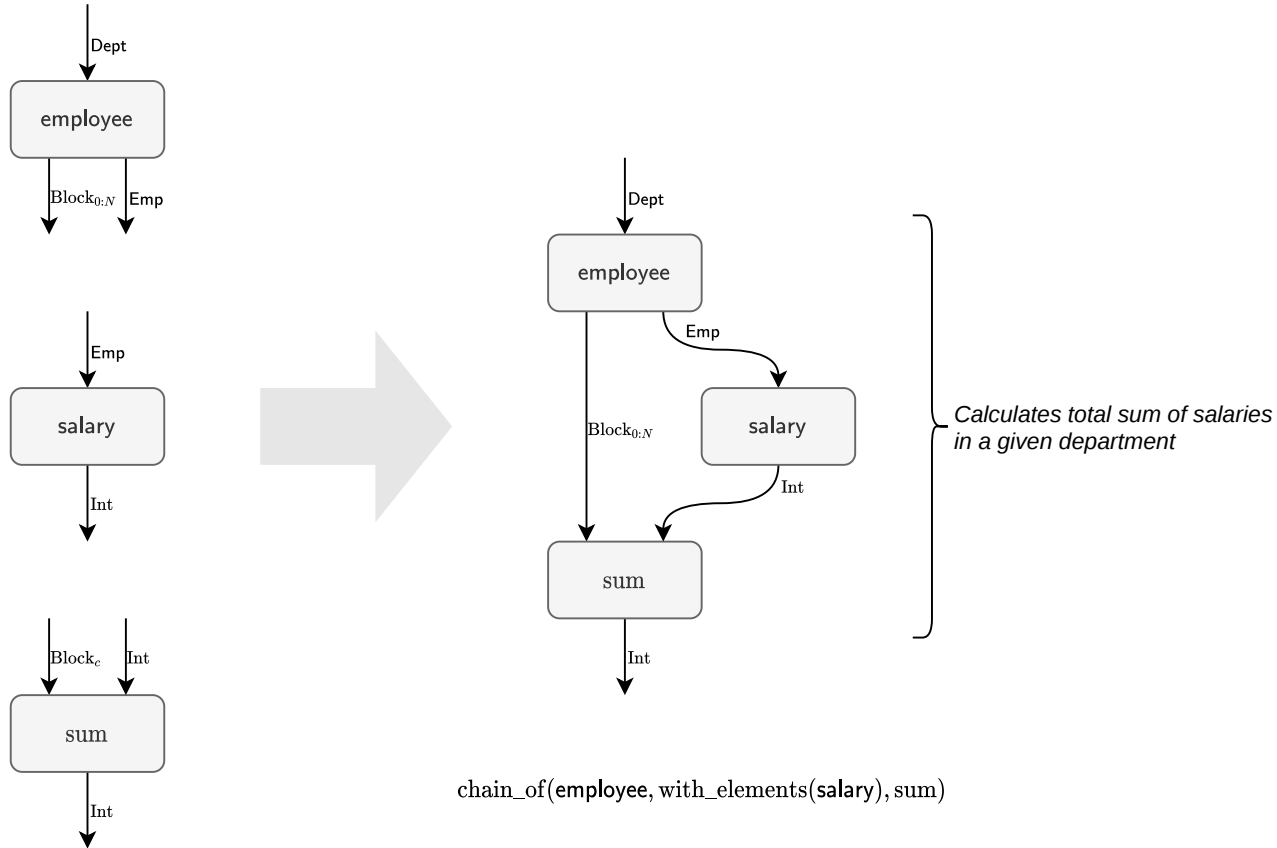 Dept
employee
Block₀:N
Emp
Emp
salary
Int
Block_c
Int
sum
Int
Dept
employee
Emp
Block₀:N
salary
Int
sum
Int
Calculates total sum of salaries
in a given department
chain_of(employee, with_elements(salary), sum)